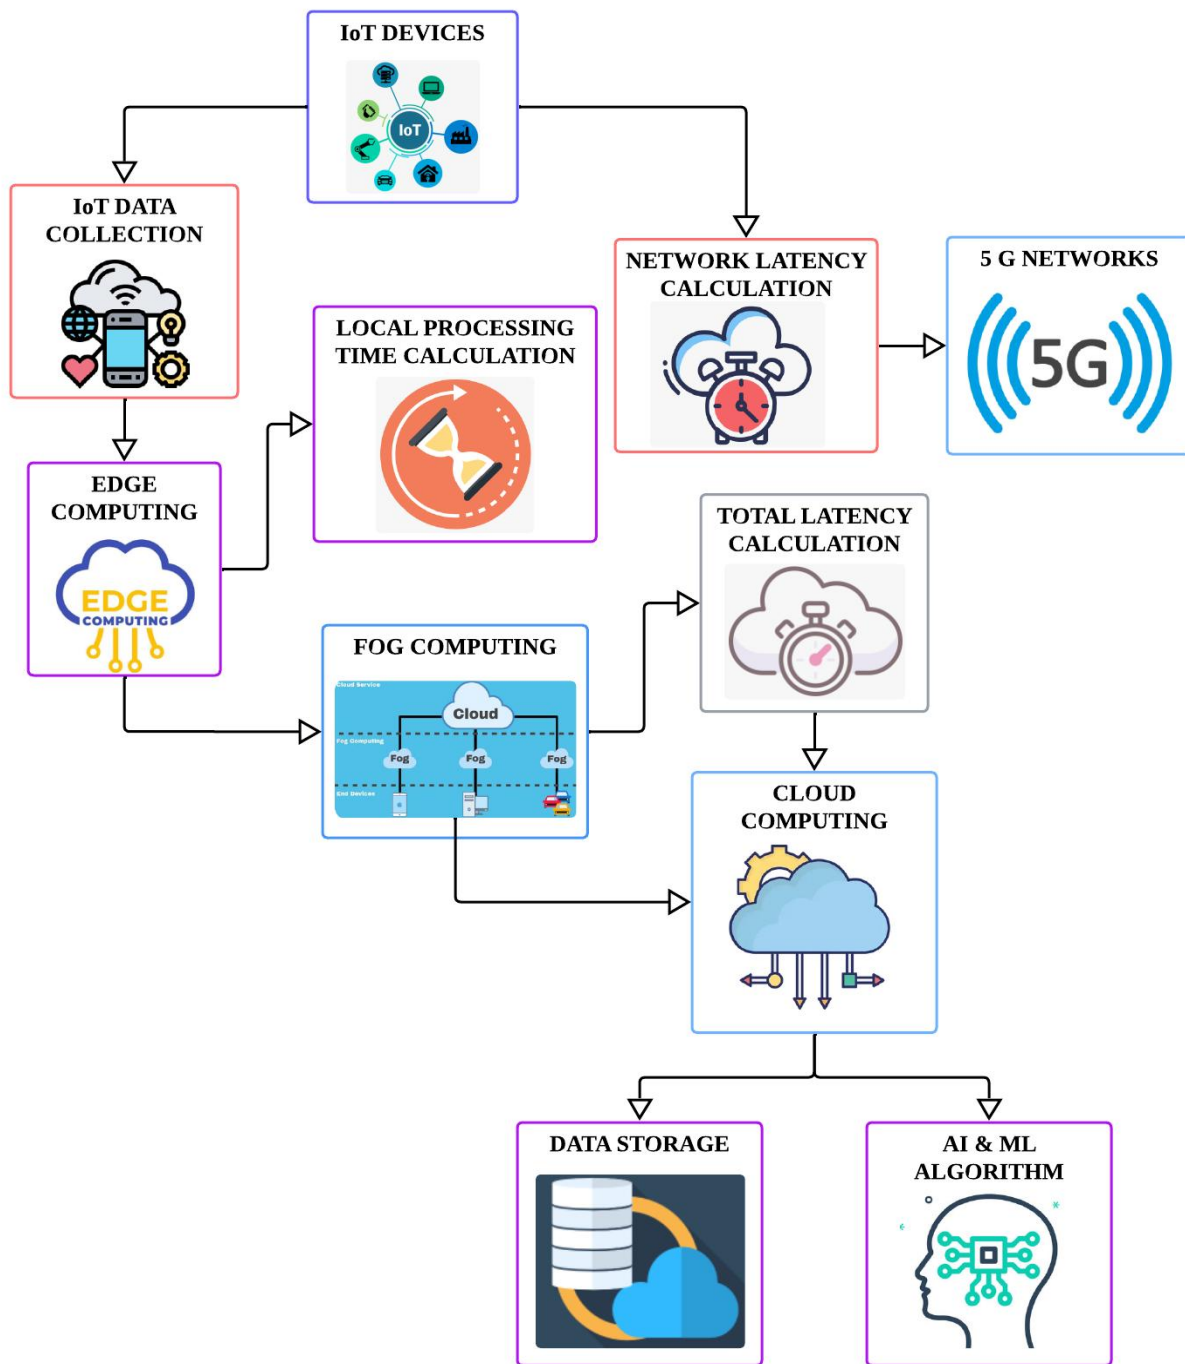 IoT DEVICES
IoT
IoT DATA
COLLECTION
NETWORK LATENCY
CALCULATION
5 G NETWORKS
5G
LOCAL PROCESSING
TIME CALCULATION
EDGE
COMPUTING
EDGE
COMPUTING
TOTAL LATENCY
CALCULATION
FOG COMPUTING
Cloud Service
Cloud
Fog Computing
Fog
Fog
Fog
End Devices
CLOUD
COMPUTING
DATA STORAGE
AI & ML
ALGORITHM